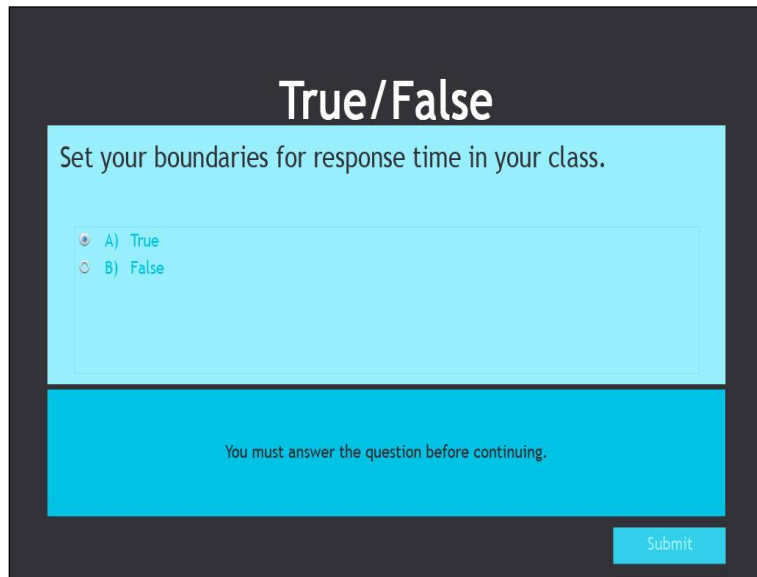 True/False
Set your boundaries for response time in your class.
A) True
B) False
You must answer the question before continuing.
Submit